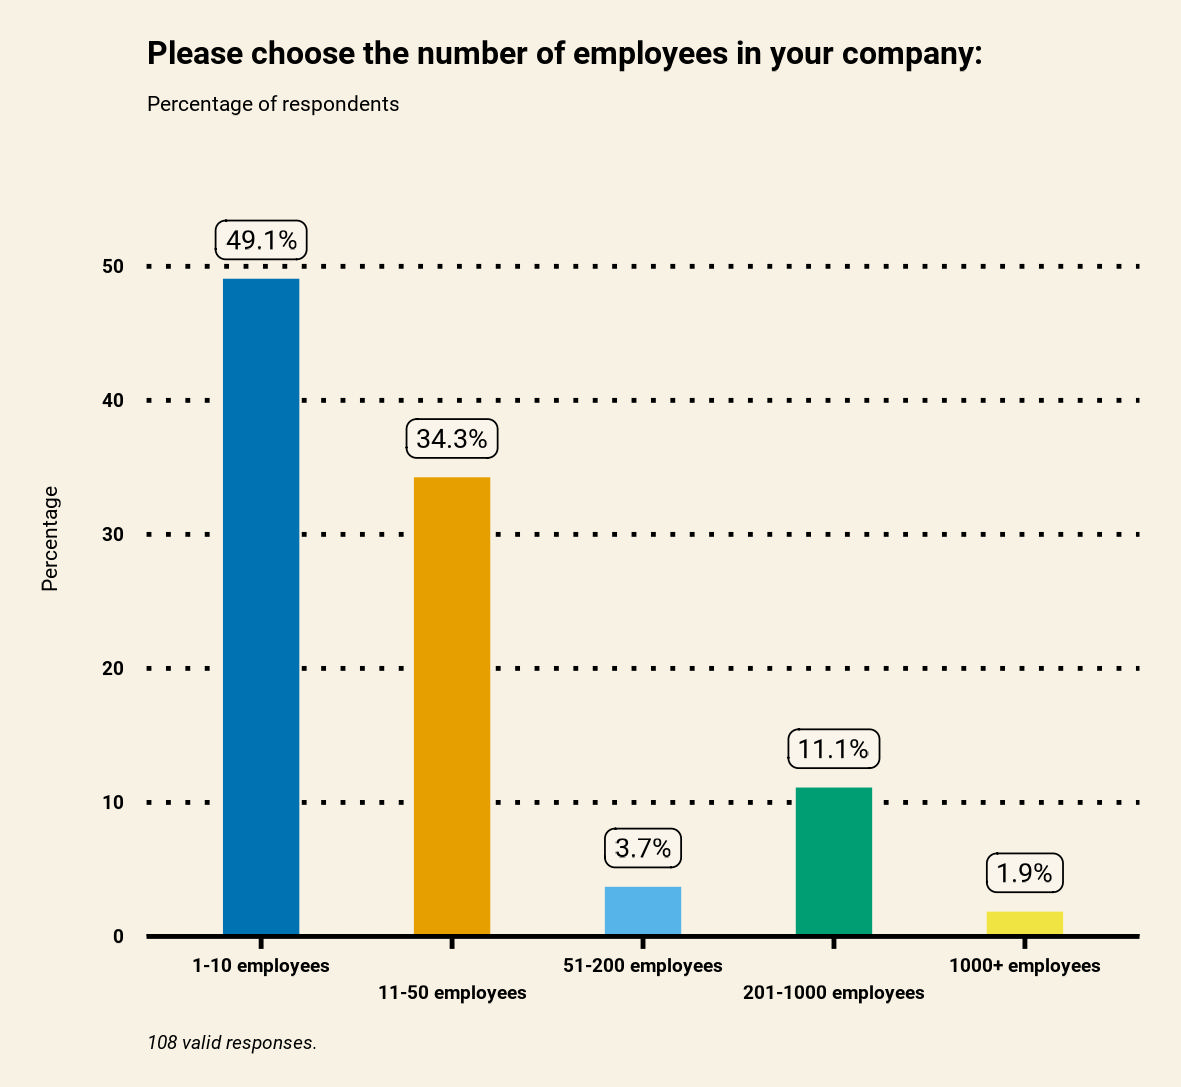 Please choose the number of employees in your company:
Percentage of respondents
49.1%
50
40
34.3%
30
Percentage
20
11.1%
10
3.7%
1.9%
0
1-10 employees
51-200 employees
1000+ employees
11-50 employees
201-1000 employees
108 valid responses.